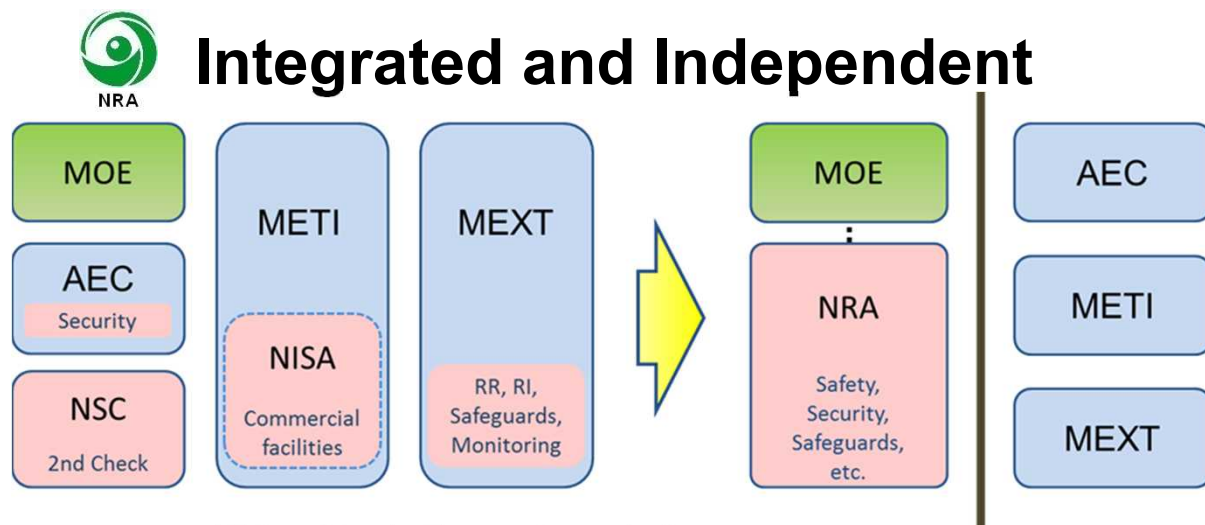 NRA
Integrated and Independent
MOE
AEC
Security
NSC
2nd Check
METI
NISA
Commercial
facilities
MEXT
RR, RI,
Safeguards,
Monitoring
MOE
NRA
Safety,
Security,
Safeguards,
etc.
AEC
METI
MEXT